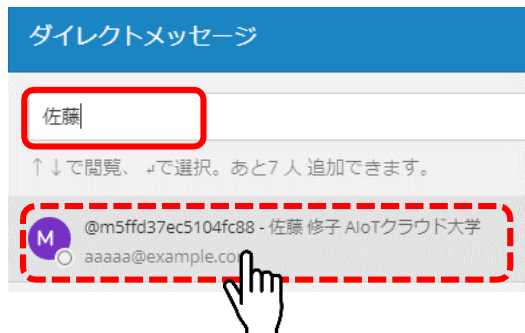 ダイレクトメッセージ
佐藤
↑↓で閲覧、↵で選択。あと7 人 追加できます。
M
@m5ffd37ec5104fc88 - 佐藤 修子 AIoTクラウド大学
aaaaa@example.co